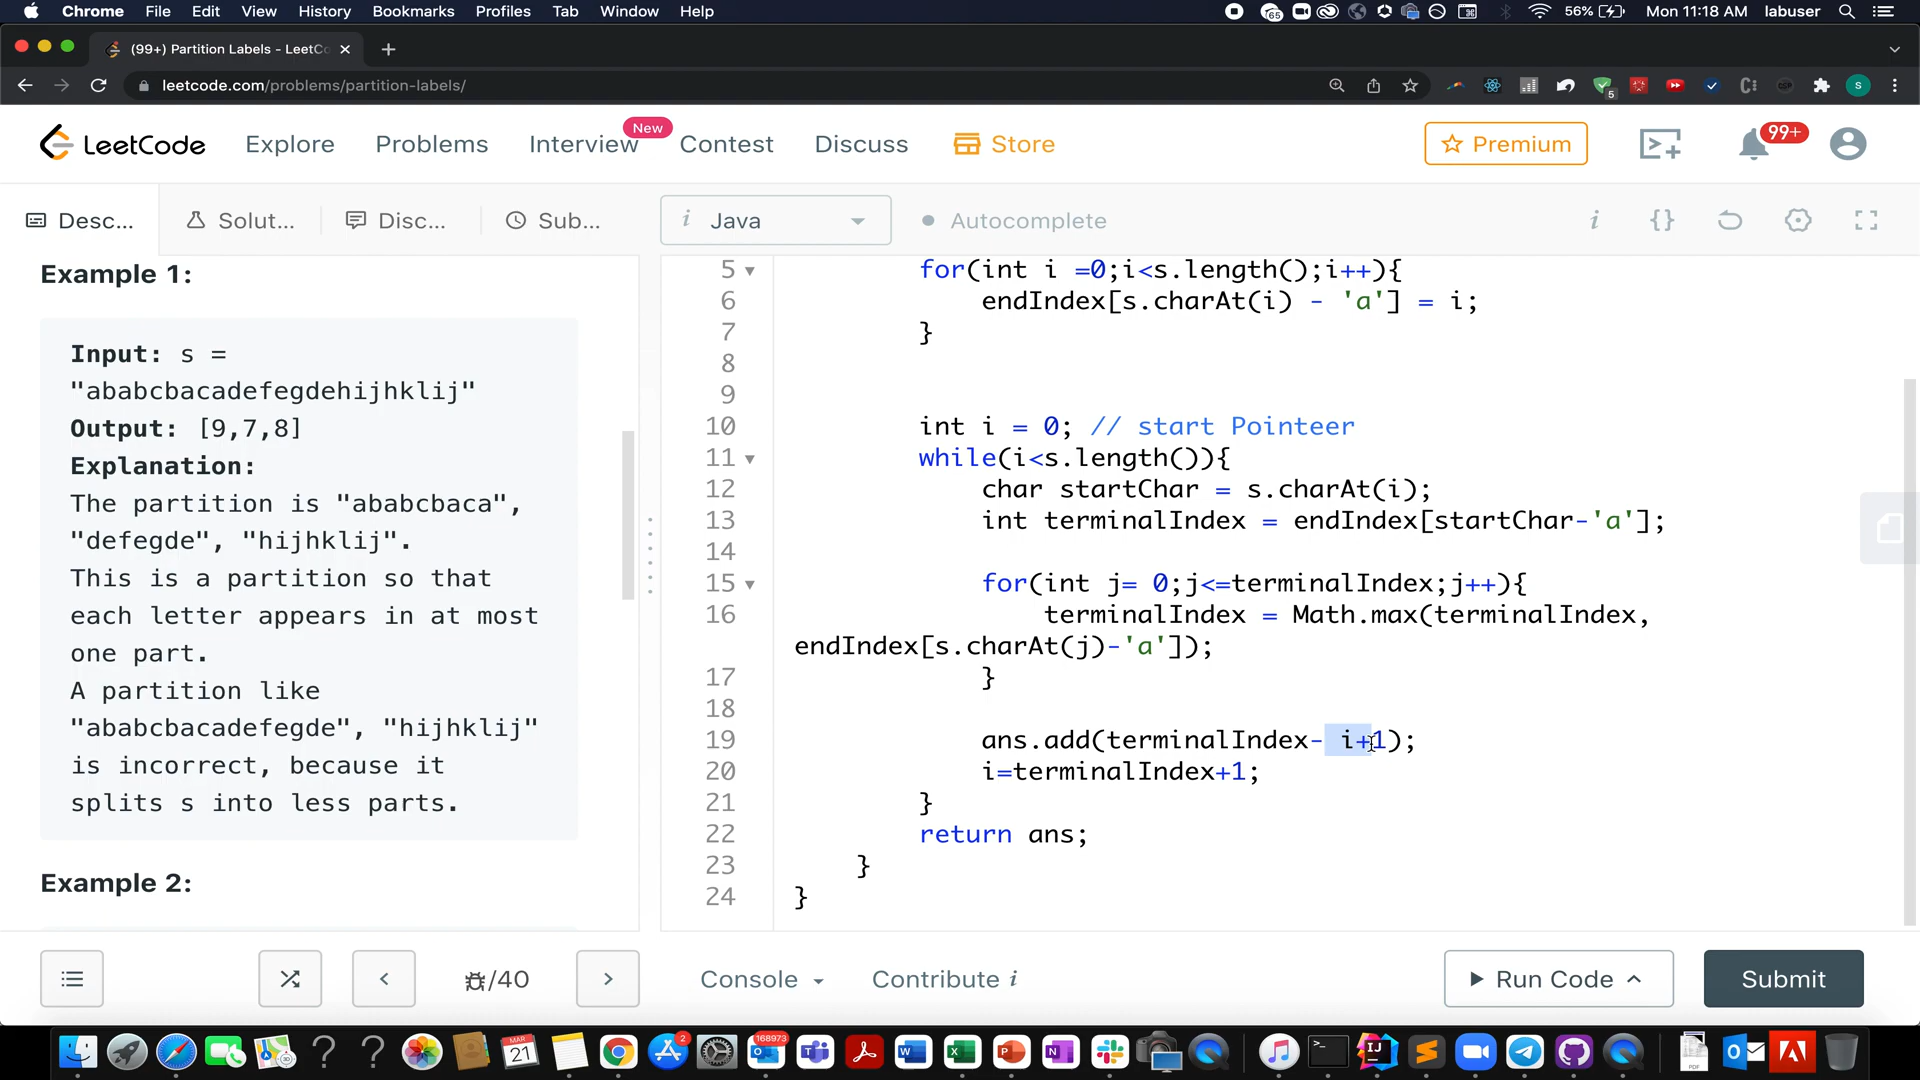 Chrome File Edit View History Bookmarks Profiles Tab Window Help 65 56% Mon 11:18 AM labuser
(99+) Partition Labels - LeetCo
leetcode.com/problems/partition-labels/ 5 S
LeetCode Explore Problems Interview New Contest Discuss Store Premium 99+
Desc... Solut... Disc... Sub... i Java Autocomplete i {}
Example 1:
Input: s =
"ababcbacadefegdehijhklij"
Output: [9,7,8]
Explanation:
The partition is "ababcbaca",
"defegde", "hijhklij".
This is a partition so that
each letter appears in at most
one part.
A partition like
"ababcbacadefegde", "hijhklij"
is incorrect, because it
splits s into less parts.
Example 2:
5 for(int i =0;i<s.length();i++){
6 endIndex[s.charAt(i) - 'a'] = i;
7 }
8
9
10 int i = 0; // start Pointeer
11 while(i<s.length()){
12 char startChar = s.charAt(i);
13 int terminalIndex = endIndex[startChar-'a'];
14
15 for(int j= 0;j<=terminalIndex;j++){
16 terminalIndex = Math.max(terminalIndex,
endIndex[s.charAt(j)-'a']);
17 }
18
19 ans.add(terminalIndex- i+1);
20 i=terminalIndex+1;
21 }
22 return ans;
23 }
24 }
/40 Console Contribute i Run Code Submit
MAR 21 2 168973